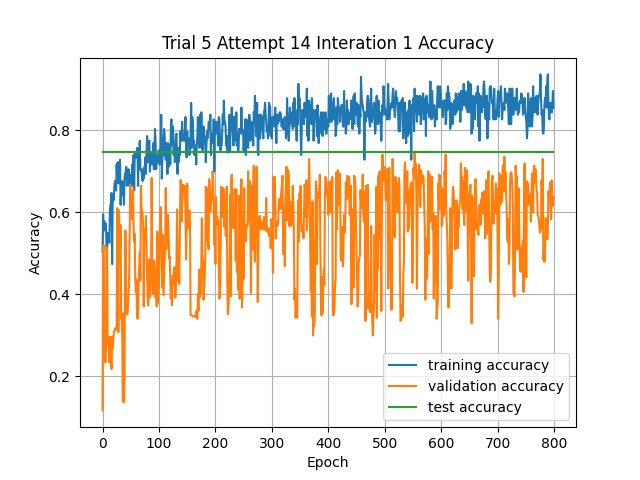 Trial 5 Attempt 14 Interation 1 Accuracy
Accuracy
0.8
0.6
0.4
0.2
training accuracy
validation accuracy
test accuracy
0 100 200 300 400 500 600 700 800
Epoch